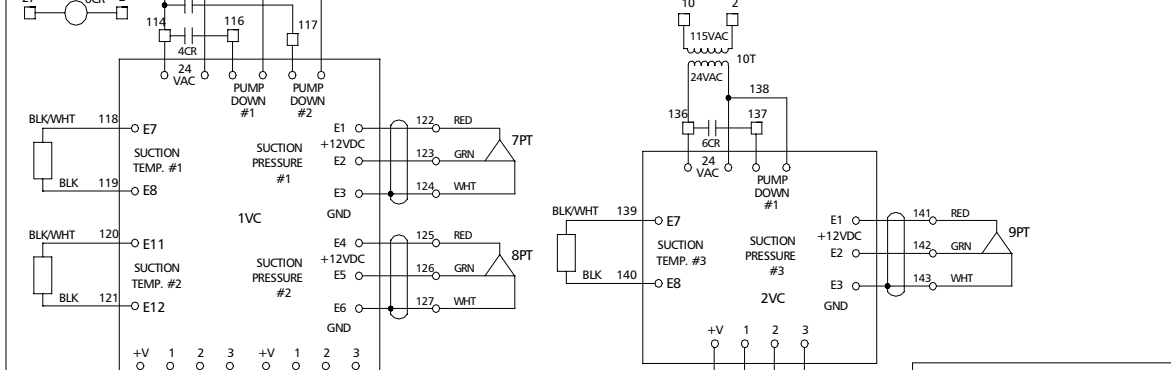 27 6CR 2
114 116 117
4CR
24
VAC
PUMP
DOWN
#1
PUMP
DOWN
#2
BLK/WHT 118 E7
SUCTION
TEMP. #1
BLK 119 E8
1VC
BLK/WHT 120 E11
SUCTION
TEMP. #2
BLK 121 E12
E1 122 RED
+12VDC
SUCTION
PRESSURE
#1
E2 123 GRN
7PT
E3 124 WHT
GND
E4 125 RED
+12VDC
SUCTION
PRESSURE
#2
E5 126 GRN
8PT
E6 127 WHT
GND
+V 1 2 3 +V 1 2 3
10 2
115VAC
10T
24VAC
138
136 137
6CR
24
VAC
PUMP
DOWN
#1
BLK/WHT 139 E7
SUCTION
TEMP. #3
BLK 140 E8
SUCTION
PRESSURE
#3
2VC
E1 141 RED
+12VDC
9PT
E2 142 GRN
E3 143 WHT
GND
+V 1 2 3